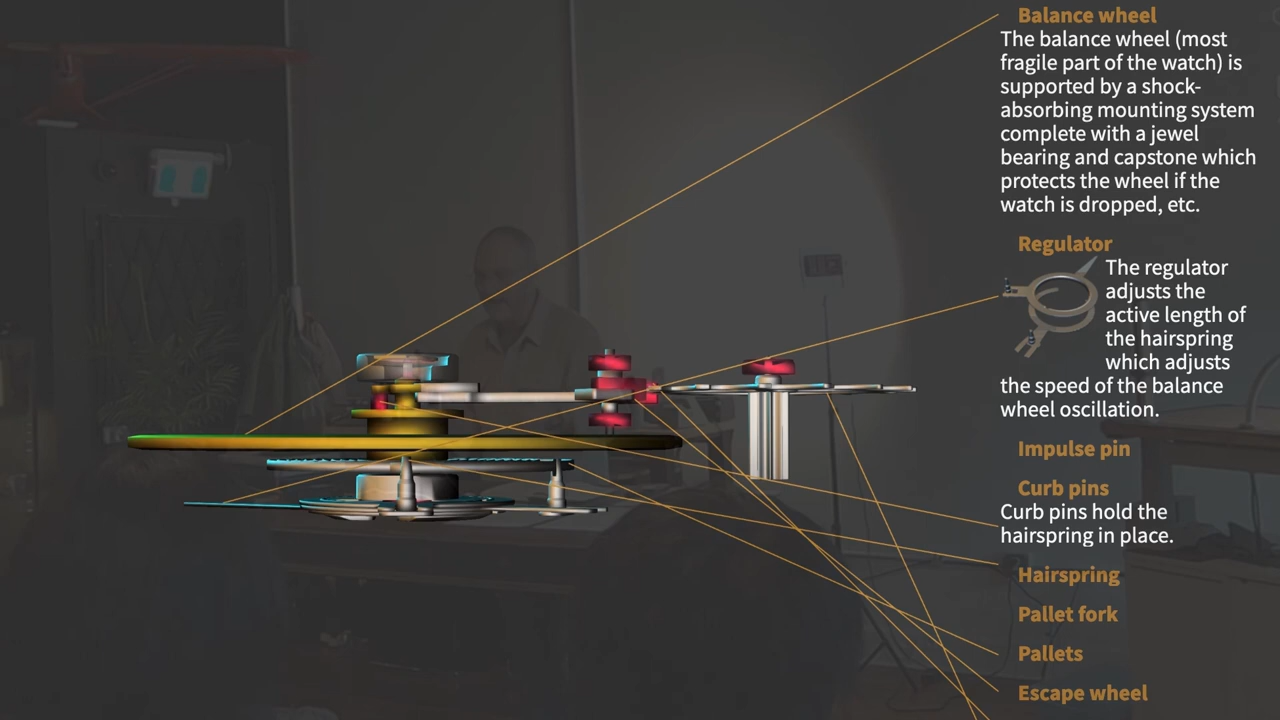 Balance wheel
The balance wheel (most
fragile part of the watch) is
supported by a shock-
absorbing mounting system
complete with a jewel
bearing and capstone which
protects the wheel if the
watch is dropped, etc.
Regulator
The regulator
adjusts the
active length of
the hairspring
which adjusts
the speed of the balance
wheel oscillation.
Impulse pin
Curb pins
Curb pins hold the
hairspring in place.
Hairspring
Pallet fork
Pallets
Escape wheel